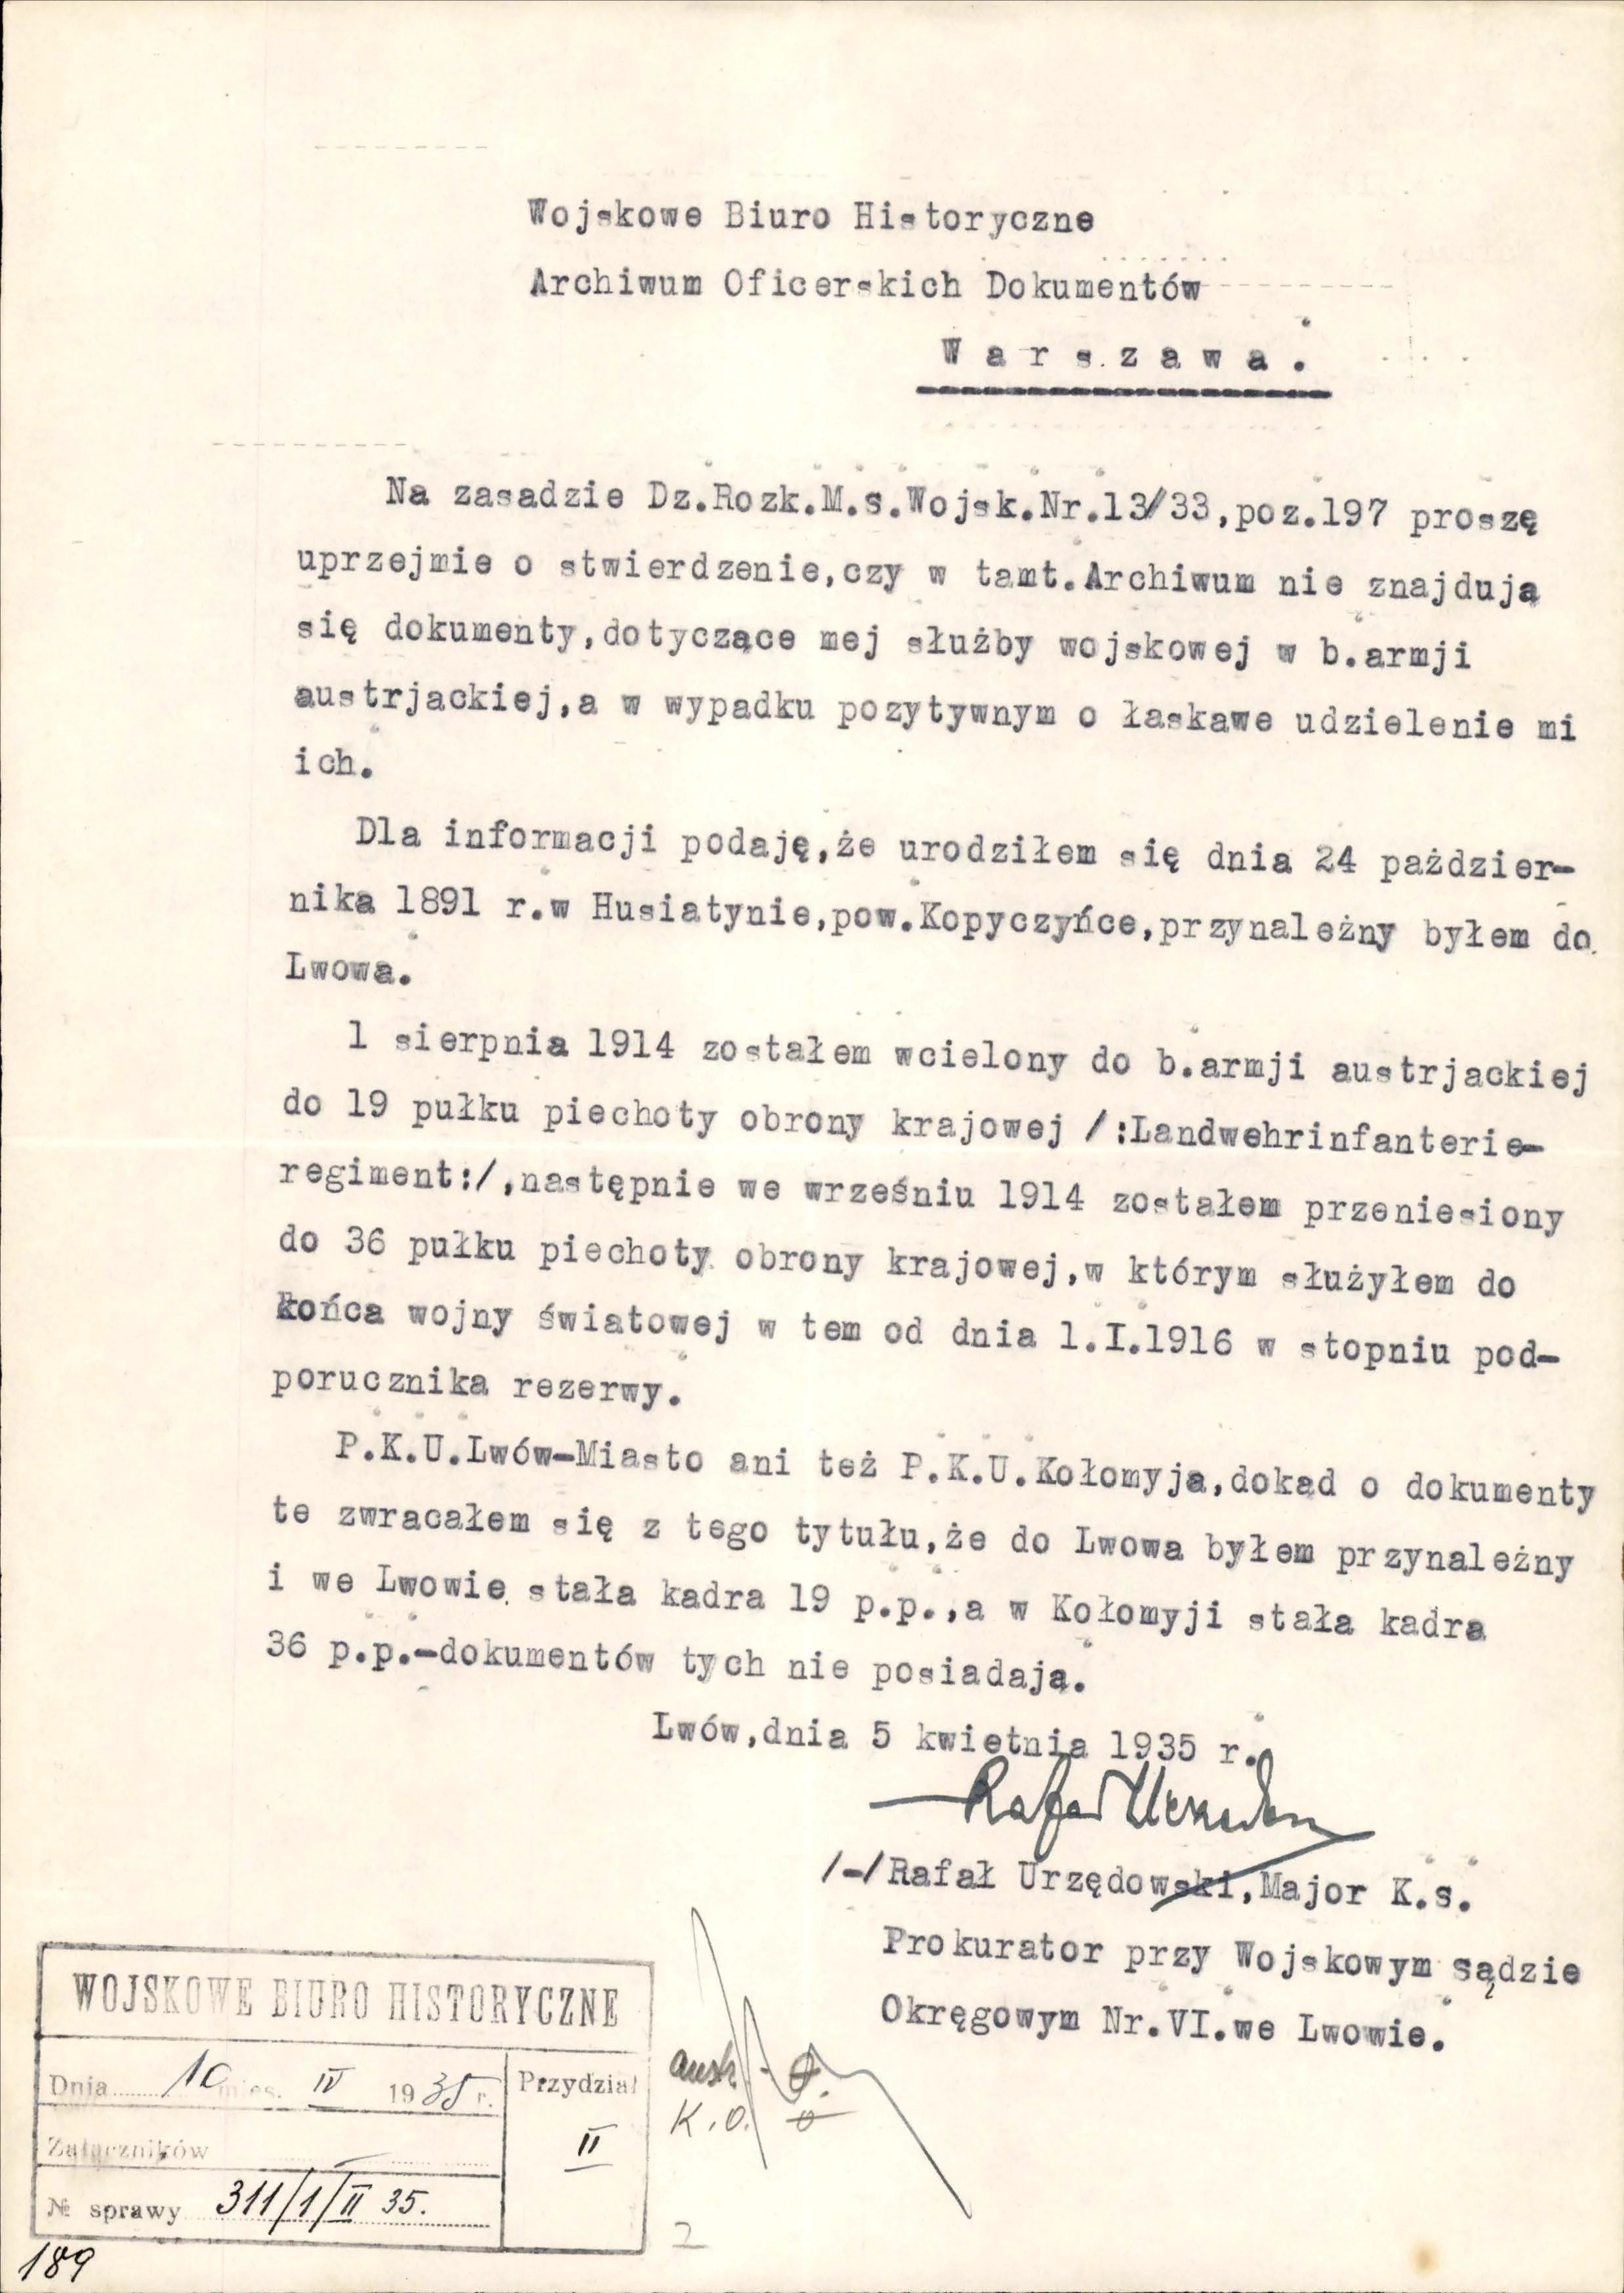 Wojskowe Biuro Historyczne
Archiwum Oficerskich Dokumentów
Warszawa.
Na zasadzie Dz.Rozk.M.S.Wojsk.Nr.13/33,poz.197 proszę
uprzejmie o stwierdzenie,czy w tamt.Archiwum nie znajdują
się dokumenty,dotyczące mej służby wojskowej w b.armji
austrjackiej,a w wypadku pozytywnym o łaskawe udzielenie mi
ich.
Dla informacji podaję,że urodziłem się dnia 24 paździer-
nika 1891 r.w Husiatynie,pow.Kopyczyńce,przynależny byłem do
Lwowa.
1 sierpnia 1914 zostałem wcielony do b.armji austrjackiej
do 19 pułku piechoty obrony krajowej /:Landwehrinfanterie-
regiment:/,następnie we wrześniu 1914 zostałem przeniesiony
do 36 pułku piechoty obrony krajowej,w którym służyłem do
końca wojny światowej w tem od dnia 1.I.1916 w stopniu pod-
porucznika rezerwy.
P.K.U.Lwów-Miasto ani też P.K.U.Kołomyja,dokąd o dokumenty
te zwracałem się z tego tytułu,że do Lwowa byłem przynależny
i we Lwowie stała kadra 19 p.p.,a w Kołomyji stała kadra
36 p.p.-dokumentów tych nie posiadają.
Lwów,dnia 5 kwietnia 1935 r.
/-/Rafał Urzędowski,Major K.S.
Prokurator przy Wojskowym Sądzie
Okręgowym Nr.VI.we Lwowie.
WOJSKOWE BIURO HISTORYCZNE
Dnia 10 mies. IV 1935 r. Przydział
Załączników — II
№ sprawy 311/1/II 35.
austr. - 0.
K.O. 0
2
189